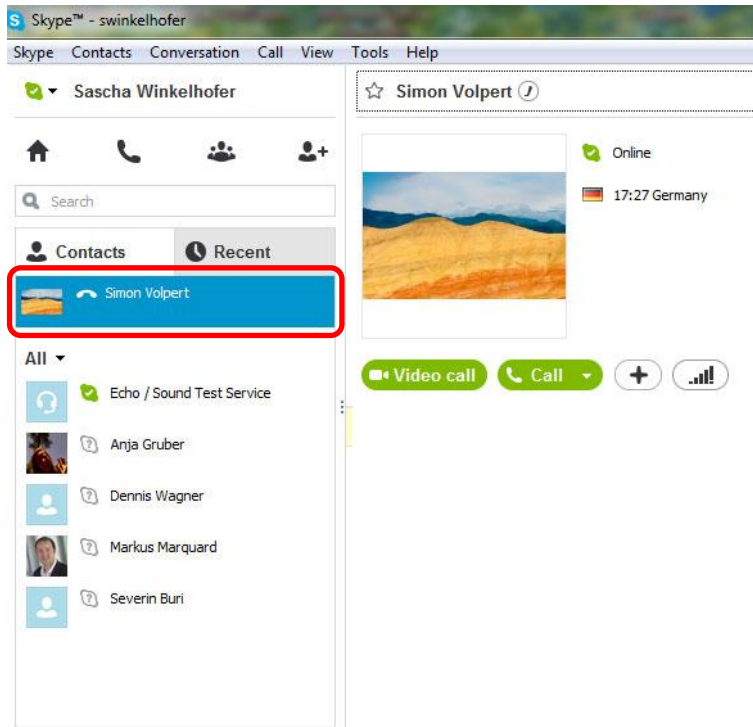 Skype™ - swinkelhofer
Skype Contacts Conversation Call View Tools Help
Sascha Winkelhofer
Search
Contacts Recent
Simon Volpert
All
Echo / Sound Test Service
Anja Gruber
Dennis Wagner
Markus Marquard
Severin Buri
Simon Volpert
Online
17:27 Germany
Video call Call